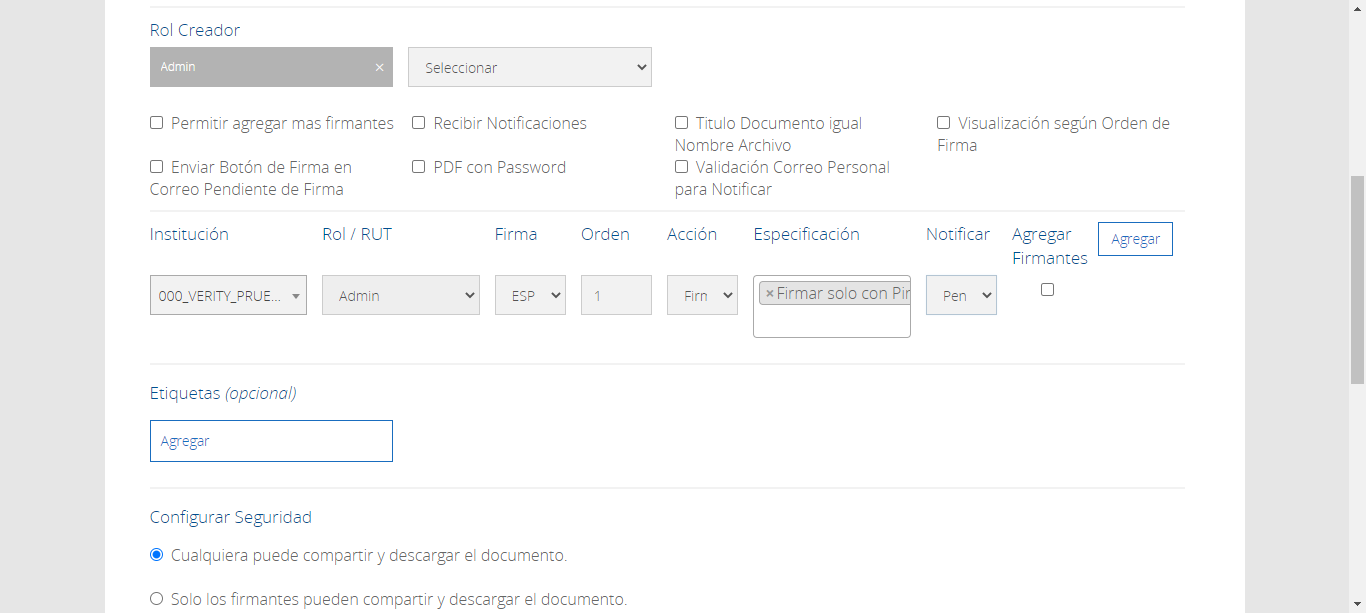 Rol Creador
Admin × Seleccionar
Permitir agregar mas firmantes Recibir Notificaciones Titulo Documento igual Nombre Archivo Visualización según Orden de Firma
Enviar Botón de Firma en Correo Pendiente de Firma PDF con Password Validación Correo Personal para Notificar
Institución Rol / RUT Firma Orden Acción Especificación Notificar Agregar Firmantes Agregar
000_VERITY_PRUE... Admin ESP 1 Firn ×Firmar solo con Pir Pen
Etiquetas (opcional)
Agregar
Configurar Seguridad
Cualquiera puede compartir y descargar el documento.
Solo los firmantes pueden compartir y descargar el documento.